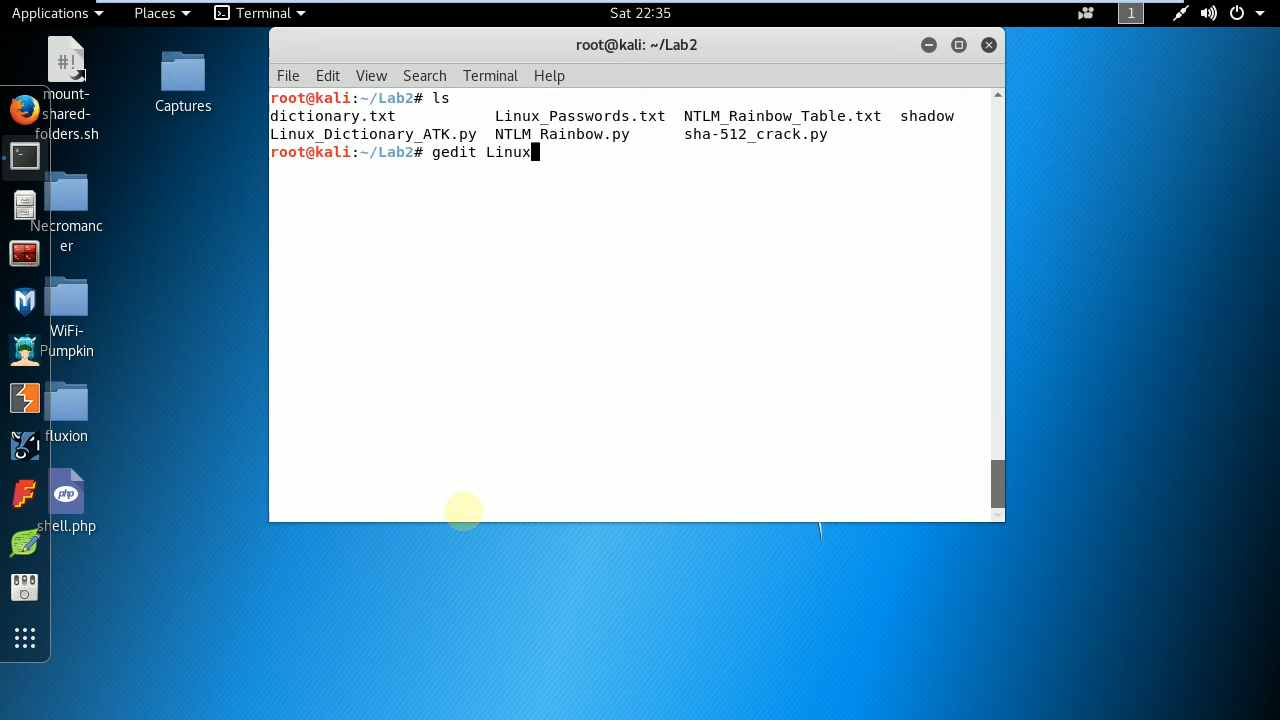 Applications Places Terminal Sat 22:35 1
root@kali: ~/Lab2
File Edit View Search Terminal Help
root@kali:~/Lab2# ls
dictionary.txt Linux_Passwords.txt NTLM_Rainbow_Table.txt shadow
Linux_Dictionary_ATK.py NTLM_Rainbow.py sha-512_crack.py
root@kali:~/Lab2# gedit Linux
#!
mount-
shared-
folders.sh
Captures
Necromanc
er
WiFi-
Pumpkin
fluxion
php
shell.php